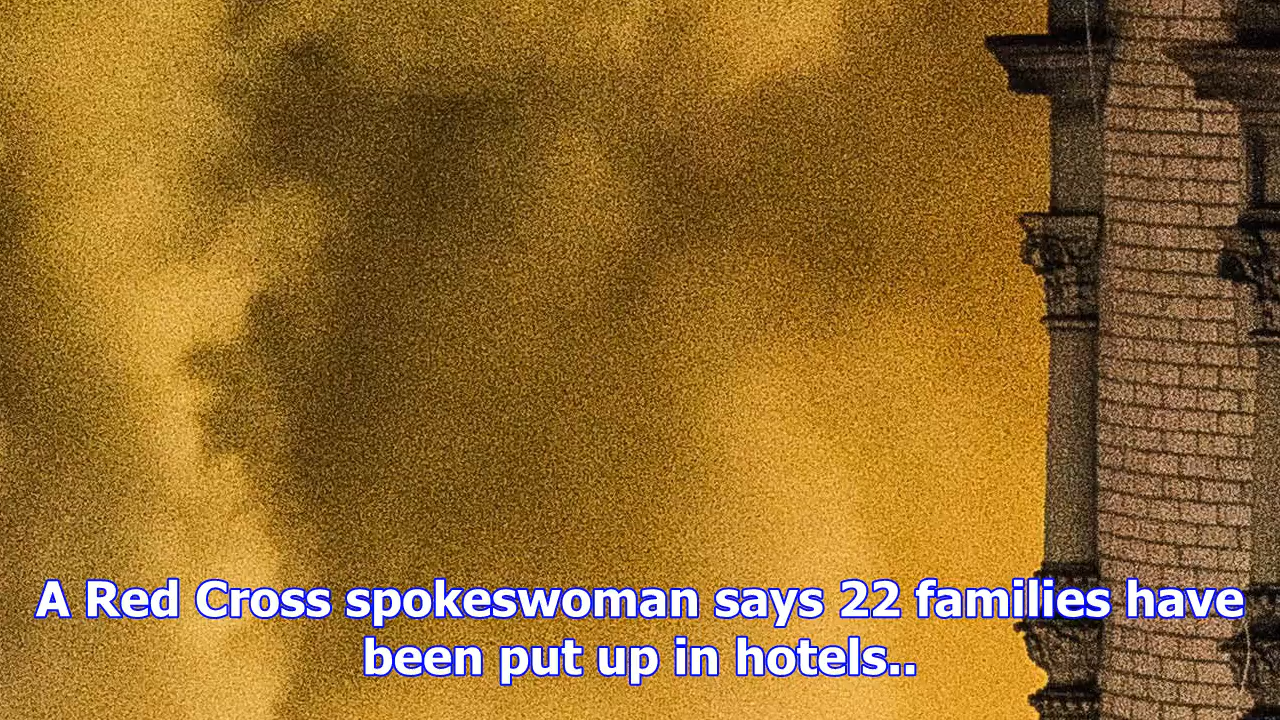 A Red Cross spokeswoman says 22 families have
been put up in hotels..